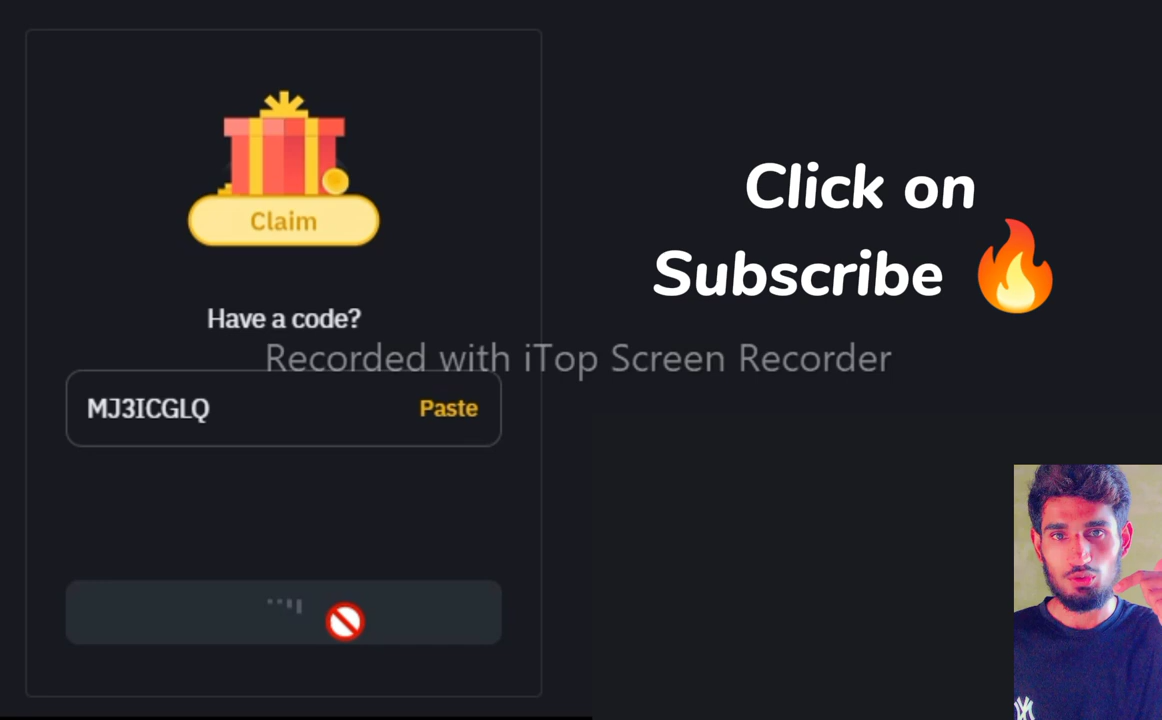 Claim
Have a code?
MJ3ICGLQ
Paste
Click on
Subscribe 🔥
Recorded with iTop Screen Recorder